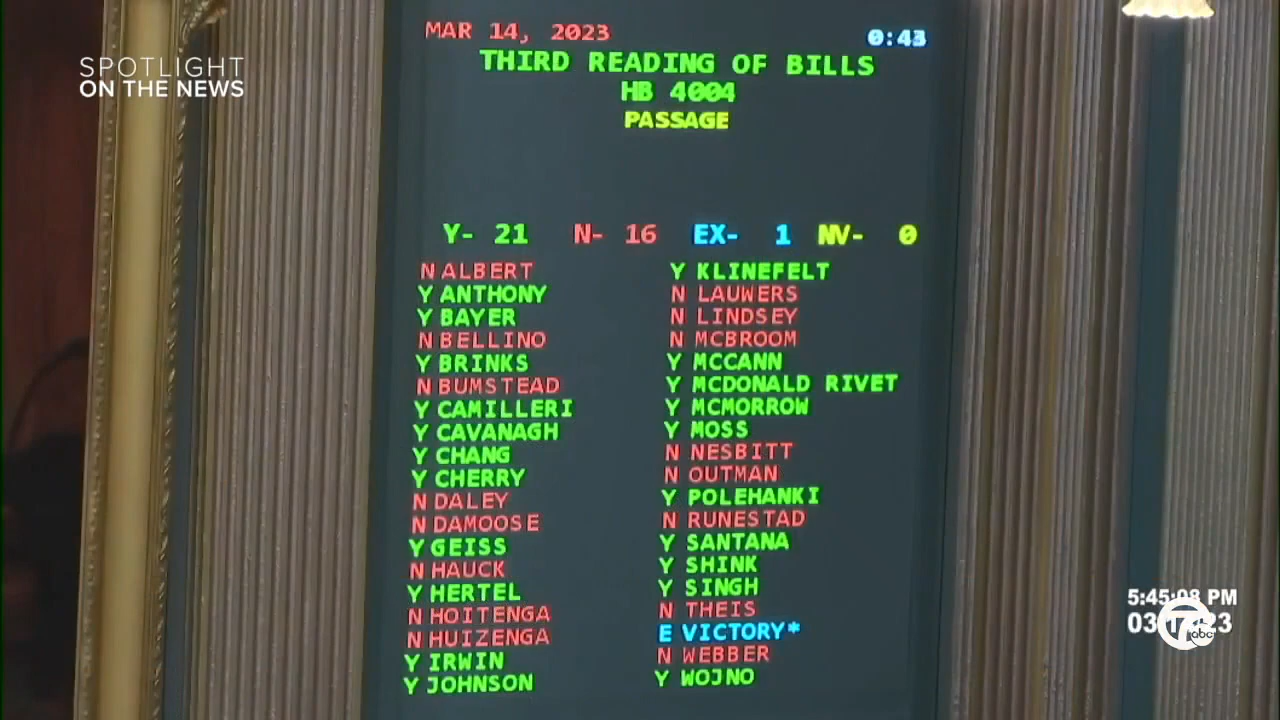 SPOTLIGHT
ON THE NEWS
MAR 14, 2023 0:43
THIRD READING OF BILLS
HB 4004
PASSAGE
Y- 21 N- 16 EX- 1 NV- 0
N ALBERT Y KLINEFELT
Y ANTHONY N LAUWERS
Y BAYER N LINDSEY
N BELLINO N MCBROOM
Y BRINKS Y MCCANN
N BUMSTEAD Y MCDONALD RIVET
Y CAMILLERI Y MCMORROW
Y CAVANAGH Y MOSS
Y CHANG N NESBITT
Y CHERRY N OUTMAN
N DALEY Y POLEHANKI
N DAMOOSE N RUNESTAD
Y GEISS Y SANTANA
N HAUCK Y SHINK
Y HERTEL Y SINGH
N HOITENGA N THEIS
N HUIZENGA E VICTORY*
Y IRWIN N WEBBER
Y JOHNSON Y WOJNO
5:45:08 PM
7 abc